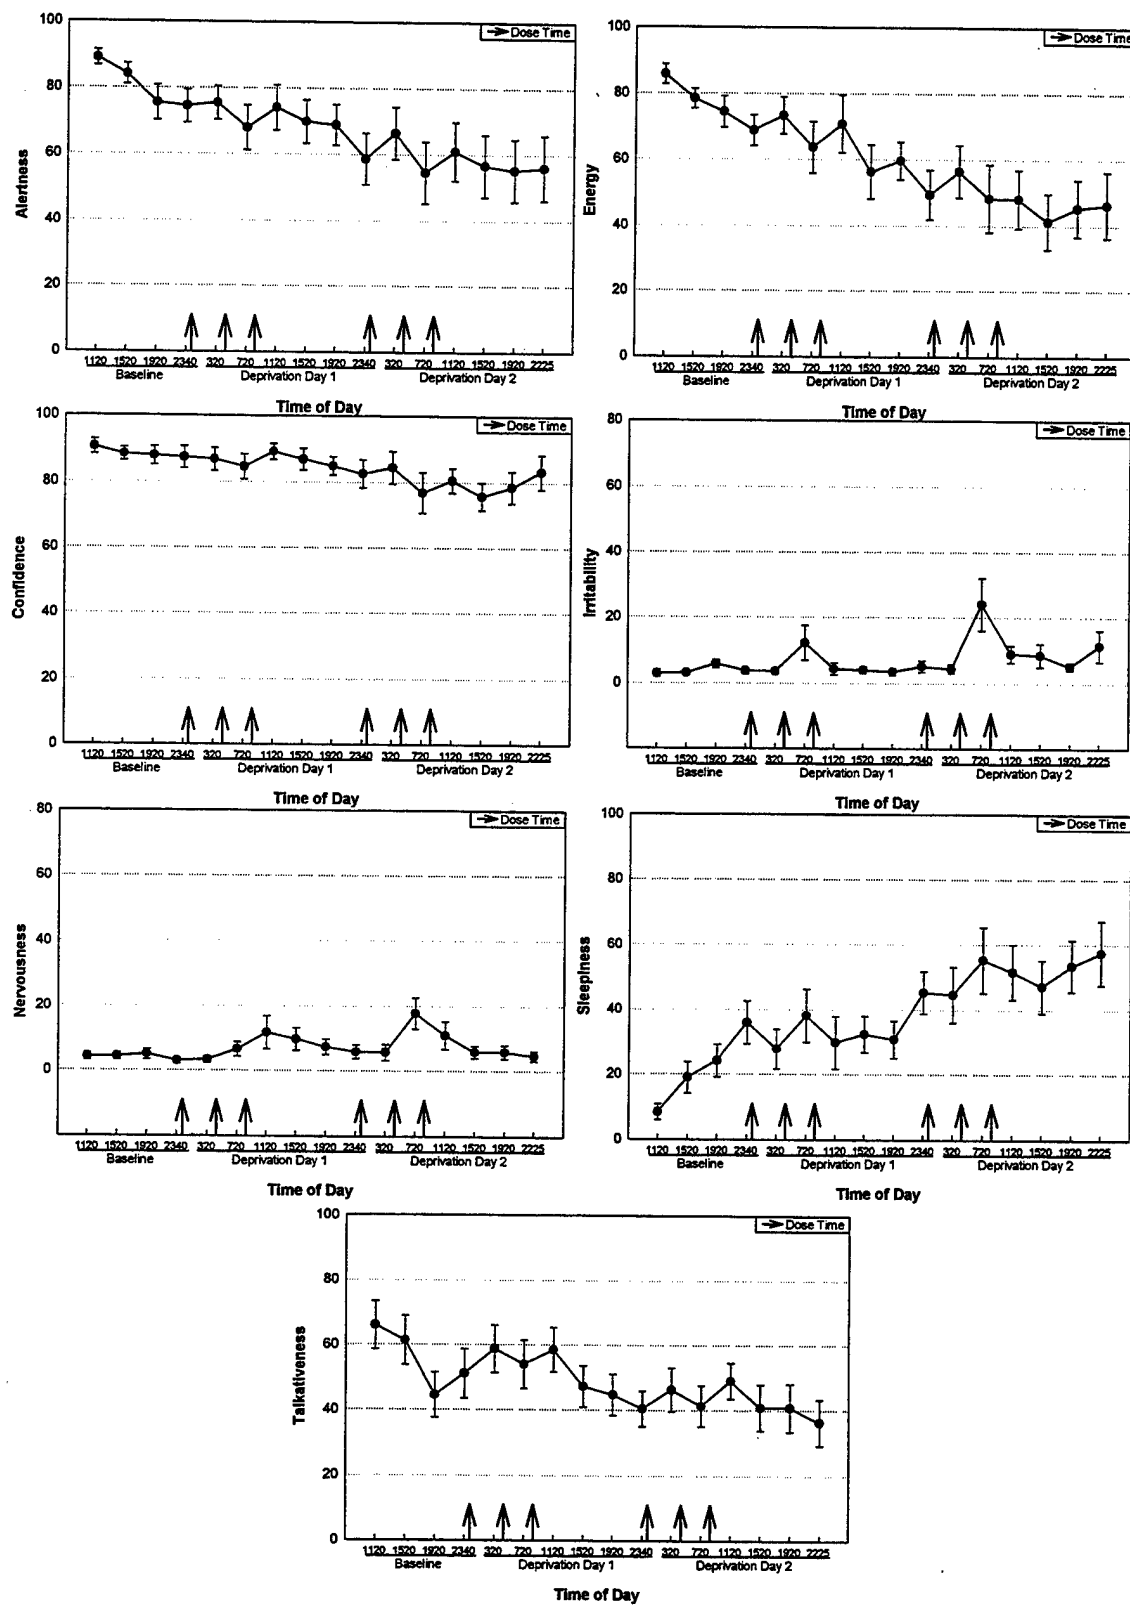 100
80
60
40
20
0
Alertness
Dose Time
1120 1520 1920 2340 320 720 1120 1520 1920 2340 320 720 1120 1520 1920 2225
Baseline Deprivation Day 1 Deprivation Day 2
Time of Day
100
80
60
40
20
0
Energy
Dose Time
1120 1520 1920 2340 320 720 1120 1520 1920 2340 320 720 1120 1520 1920 2225
Baseline Deprivation Day 1 Deprivation Day 2
Time of Day
100
80
60
40
20
0
Confidence
Dose Time
1120 1520 1920 2340 320 720 1120 1520 1920 2340 320 720 1120 1520 1920 2225
Baseline Deprivation Day 1 Deprivation Day 2
Time of Day
80
60
40
20
0
Irritability
Dose Time
1120 1520 1920 2340 320 720 1120 1520 1920 2340 320 720 1120 1520 1920 2225
Baseline Deprivation Day 1 Deprivation Day 2
Time of Day
80
60
40
20
0
Nervousness
Dose Time
1120 1520 1920 2340 320 720 1120 1520 1920 2340 320 720 1120 1520 1920 2225
Baseline Deprivation Day 1 Deprivation Day 2
Time of Day
100
80
60
40
20
0
Sleepiness
Dose Time
1120 1520 1920 2340 320 720 1120 1520 1920 2340 320 720 1120 1520 1920 2225
Baseline Deprivation Day 1 Deprivation Day 2
Time of Day
100
80
60
40
20
0
Talkativeness
Dose Time
1120 1520 1920 2340 320 720 1120 1520 1920 2340 320 720 1120 1520 1920 2225
Baseline Deprivation Day 1 Deprivation Day 2
Time of Day